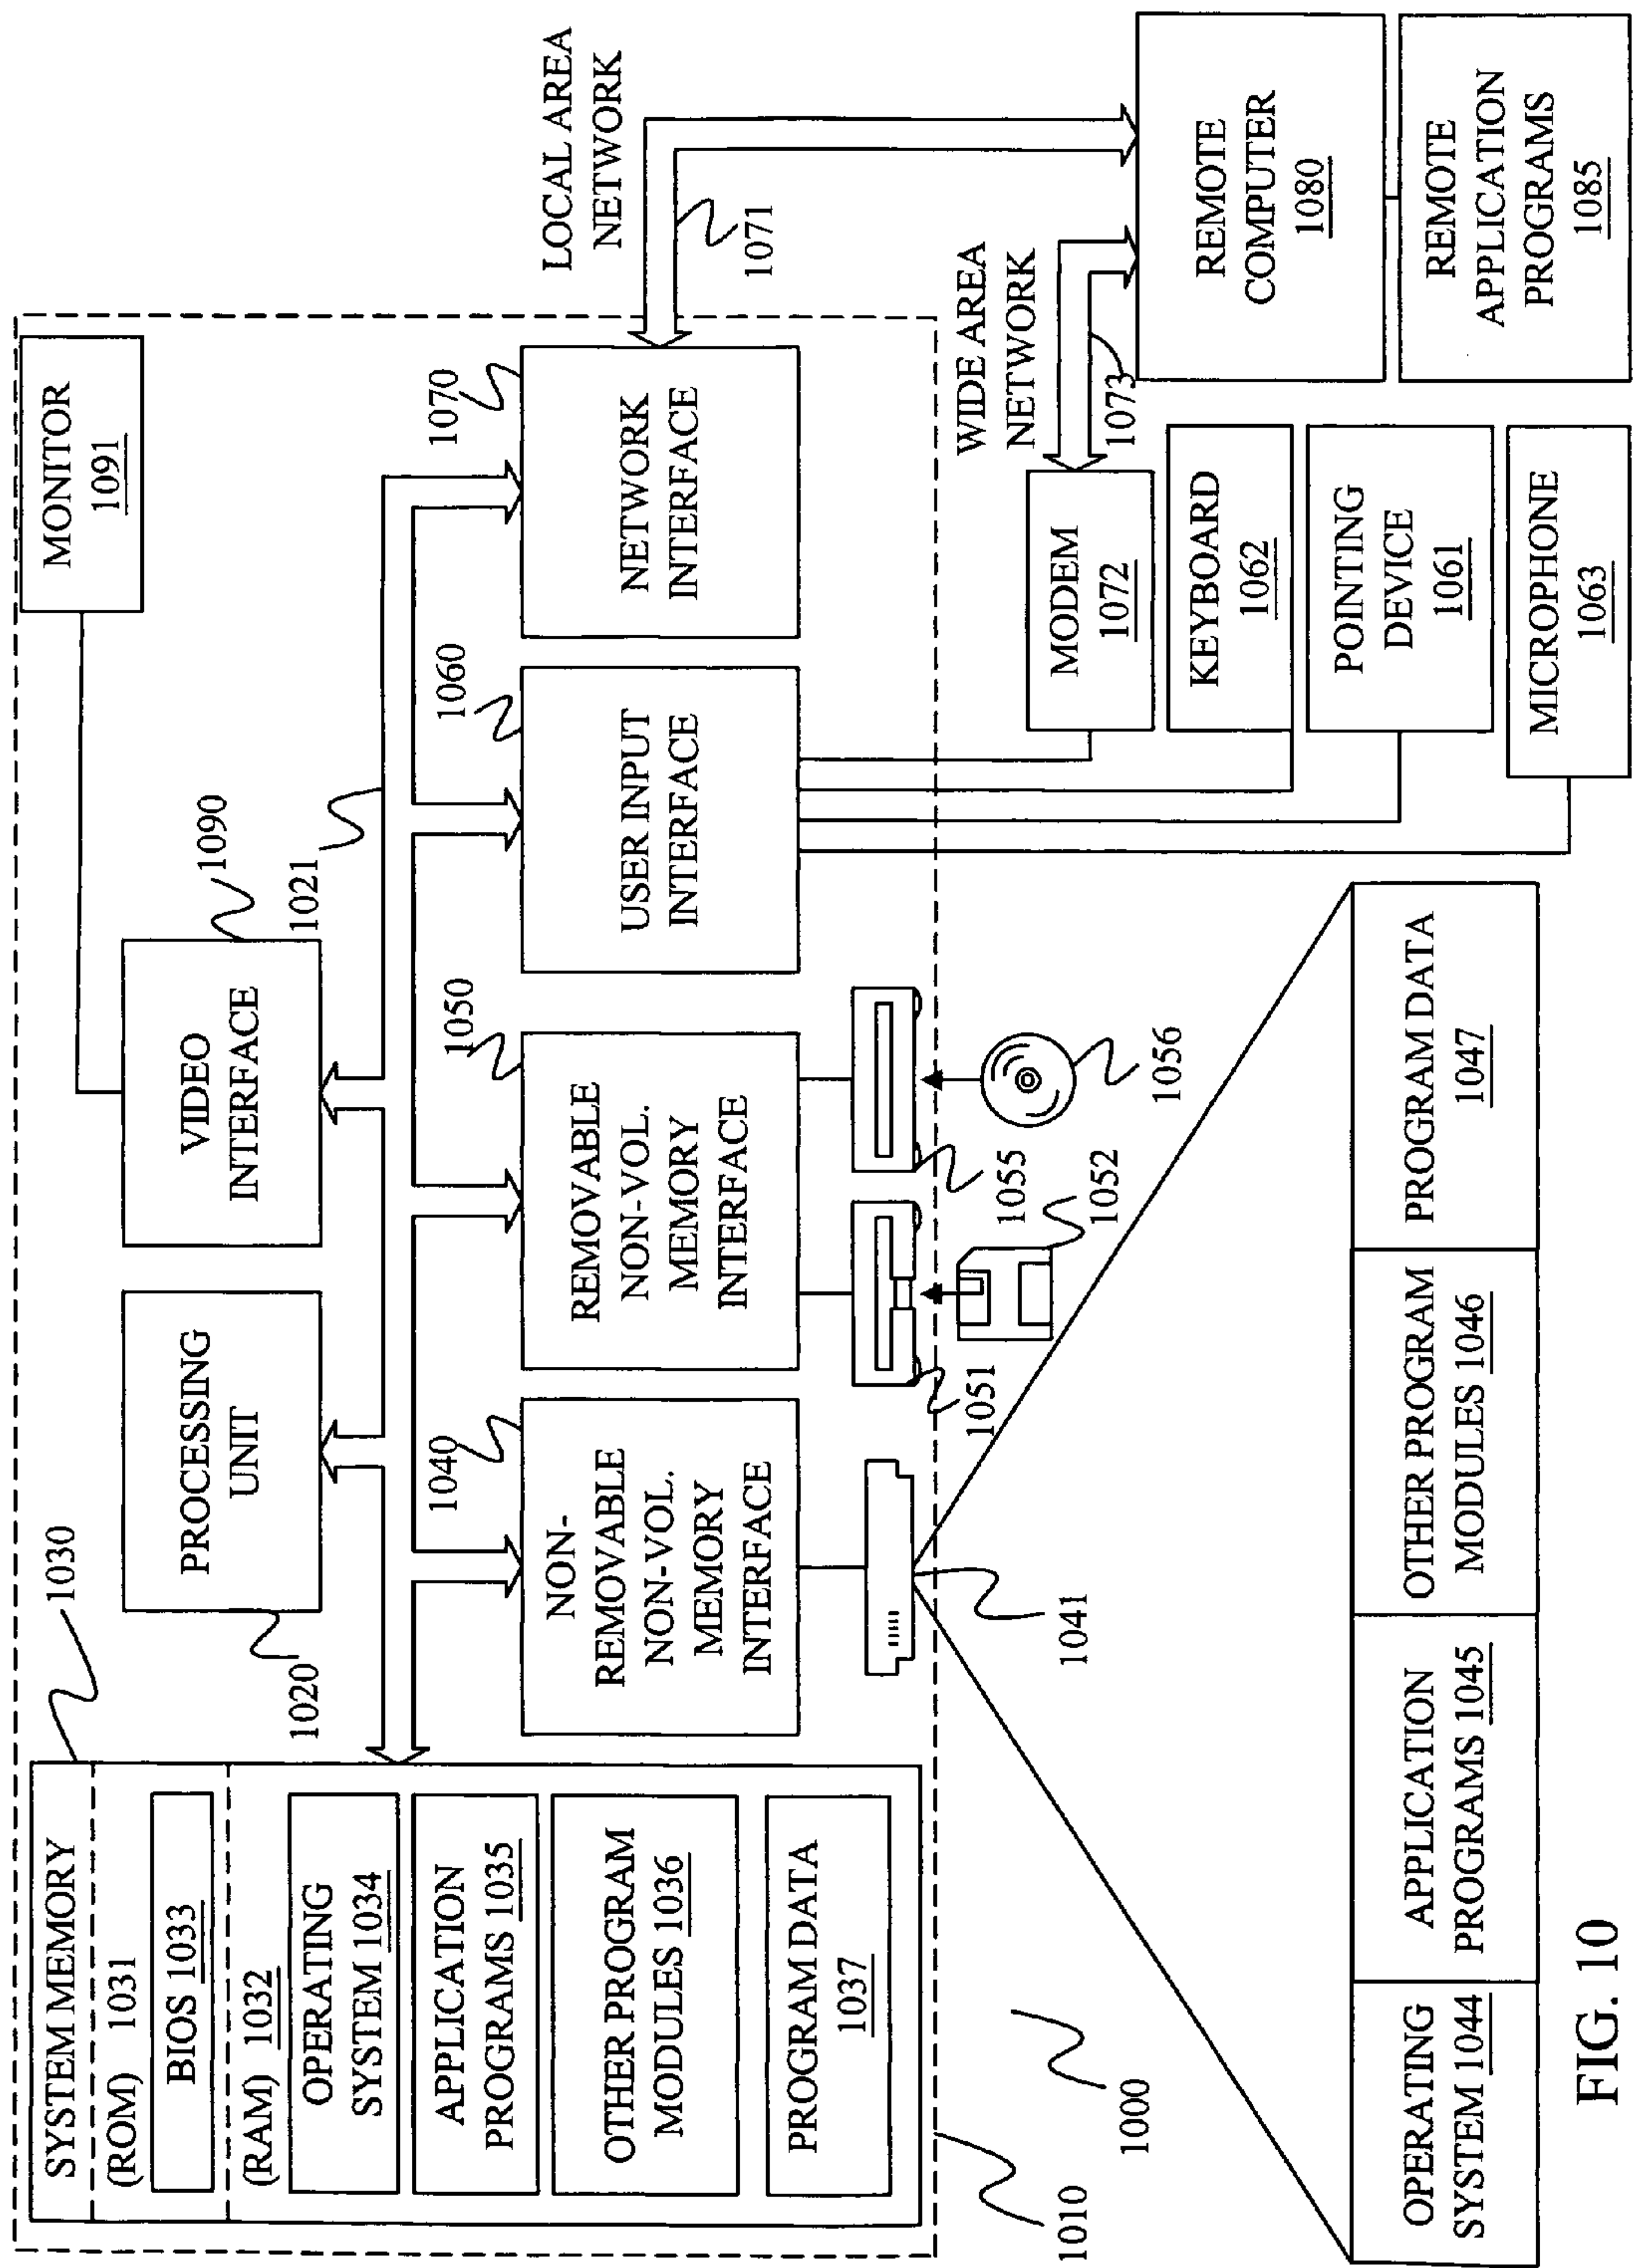 SYSTEM MEMORY
(ROM) 1031
BIOS 1033
(RAM) 1032
OPERATING
SYSTEM 1034
APPLICATION
PROGRAMS 1035
OTHER PROGRAM
MODULES 1036
PROGRAM DATA
1037
1030
PROCESSING
UNIT
1020
VIDEO
INTERFACE
1090
1021
MONITOR
1091
1040
NON-
REMOVABLE
NON-VOL.
MEMORY
INTERFACE
1050
REMOVABLE
NON-VOL.
MEMORY
INTERFACE
1060
USER INPUT
INTERFACE
1070
NETWORK
INTERFACE
LOCAL AREA
NETWORK
1071
WIDE AREA
NETWORK
1073
1041
1051
1052
1055
1056
MODEM
1072
KEYBOARD
1062
POINTING
DEVICE
1061
MICROPHONE
1063
REMOTE
COMPUTER
1080
REMOTE
APPLICATION
PROGRAMS
1085
1010
1000
OPERATING
SYSTEM 1044
APPLICATION
PROGRAMS 1045
OTHER PROGRAM
MODULES 1046
PROGRAM DATA
1047
FIG. 10